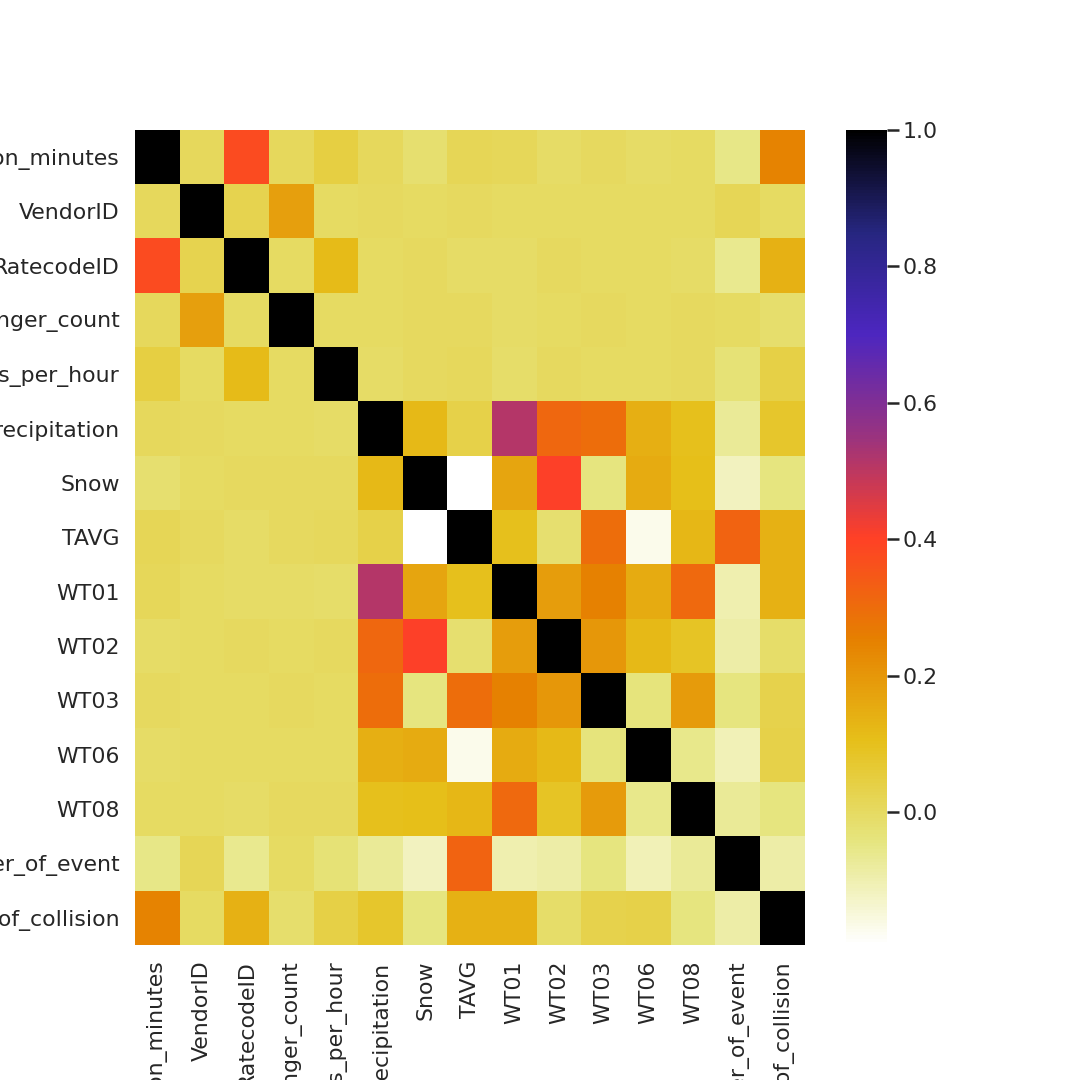 on_minutes
VendorID
RatecodeID
nger_count
s_per_hour
recipitation
Snow
TAVG
WT01
WT02
WT03
WT06
WT08
er_of_event
of_collision
on_minutes
VendorID
RatecodeID
nger_count
s_per_hour
ecipitation
Snow
TAVG
WT01
WT02
WT03
WT06
WT08
er_of_event
of_collision
1.0
0.8
0.6
0.4
0.2
0.0